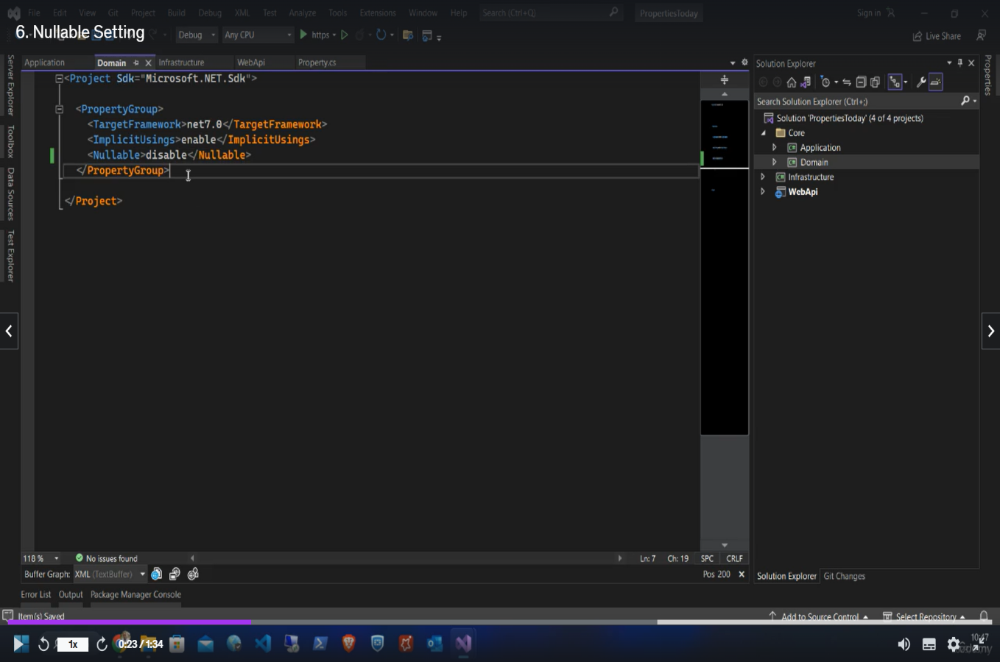 File Edit View Git Project Build Debug XML Test Analyze Tools Extensions Window Help Search (Ctrl+Q) PropertiesToday Sign in
6. Nullable Setting
Debug Any CPU https Live Share
Application Domain Infrastructure WebApi Property.cs
Server Explorer
Toolbox
Data Sources
Test Explorer
<Project Sdk="Microsoft.NET.Sdk">
<PropertyGroup>
<TargetFramework>net7.0</TargetFramework>
<ImplicitUsings>enable</ImplicitUsings>
<Nullable>disable</Nullable>
</PropertyGroup>
</Project>
Solution Explorer
Search Solution Explorer (Ctrl+;)
Solution 'PropertiesToday' (4 of 4 projects)
Core
Application
Domain
Infrastructure
WebApi
Properties
118 % No issues found Ln: 7 Ch: 19 SPC CRLF
Buffer Graph: XML (TextBuffer) Pos 200
Solution Explorer Git Changes
Error List Output Package Manager Console
Item(s) Saved Add to Source Control Select Repository
1x 0:23 / 1:34
10:47